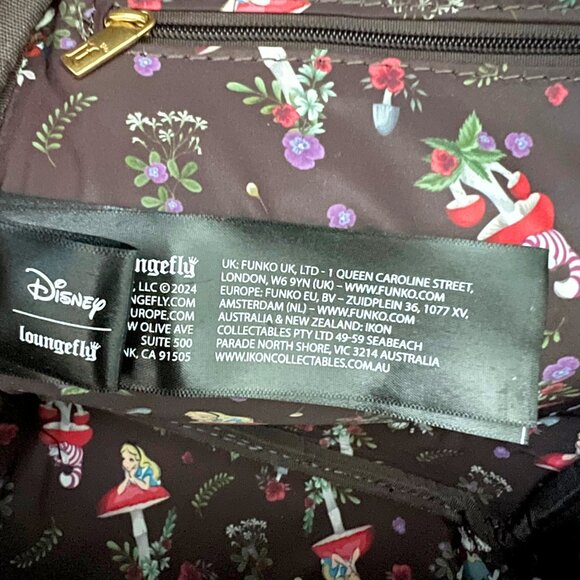 Disney
loungefly
ungefly
, LLC © 2024
GEFLY.COM
EUROPE.COM
W OLIVE AVE
SUITE 500
NK, CA 91505
UK: FUNKO UK, LTD - 1 QUEEN CAROLINE STREET,
LONDON, W6 9YN (UK) – WWW.FUNKO.COM
EUROPE: FUNKO EU, BV – ZUIDPLEIN 36, 1077 XV,
AMSTERDAM (NL) – WWW.FUNKO.COM
AUSTRALIA & NEW ZEALAND: IKON
COLLECTABLES PTY LTD 49-59 SEABEACH
PARADE NORTH SHORE, VIC 3214 AUSTRALIA
WWW.IKONCOLLECTABLES.COM.AU